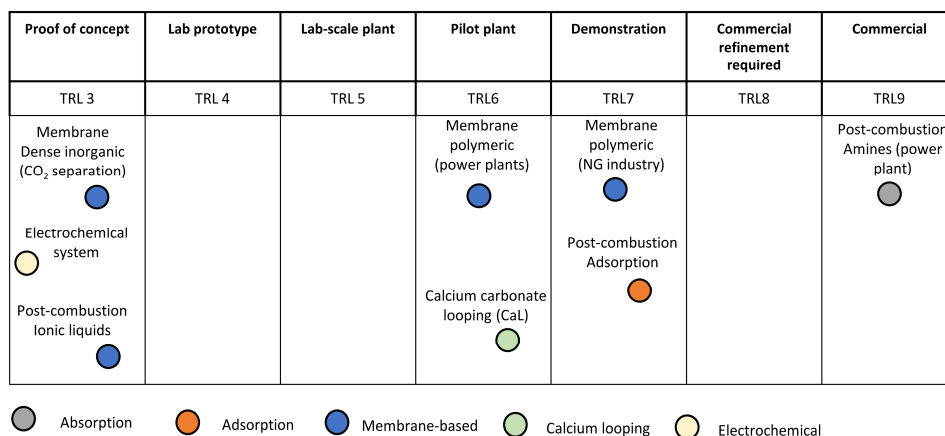 Proof of concept
Lab prototype
Lab-scale plant
Pilot plant
Demonstration
Commercial
refinement
required
Commercial
TRL 3
TRL 4
TRL 5
TRL6
TRL7
TRL8
TRL9
Membrane
Dense inorganic
(CO₂ separation)
Electrochemical
system
Post-combustion
Ionic liquids
Membrane
polymeric
(power plants)
Calcium carbonate
looping (CaL)
Membrane
polymeric
(NG industry)
Post-combustion
Adsorption
Post-combustion
Amines (power
plant)
Absorption
Adsorption
Membrane-based
Calcium looping
Electrochemical